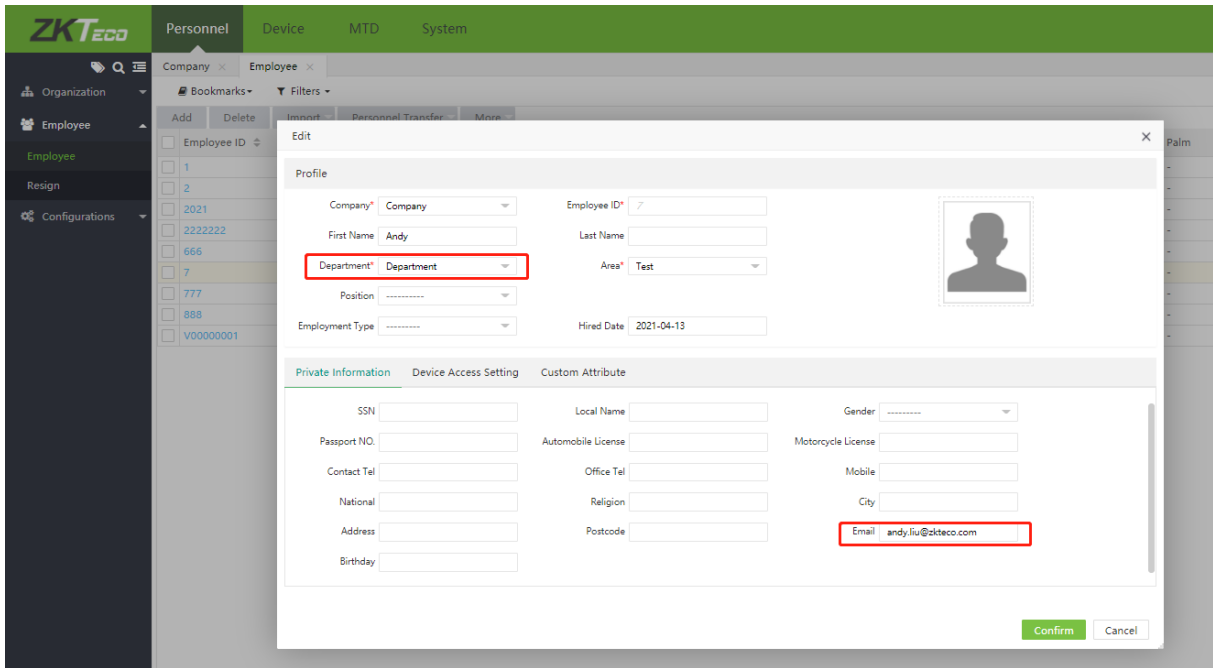 ZKTeco Personnel Device MTD System
Company × Employee ×
Organization Bookmarks Filters
Employee Add Delete Import Personnel Transfer More
Employee
Resign
Configurations
Employee ID Palm
1 -
2 -
2021 -
2222222 -
666 -
7 -
777 -
888 -
V00000001 -
Edit ×
Profile
Company* Company Employee ID* 7
First Name Andy Last Name
Department* Department Area* Test
Position ----------
Employment Type --------- Hired Date 2021-04-13
Private Information Device Access Setting Custom Attribute
SSN Local Name Gender ---------
Passport NO. Automobile License Motorcycle License
Contact Tel Office Tel Mobile
National Religion City
Address Postcode Email andy.liu@zkteco.com
Birthday
Confirm Cancel